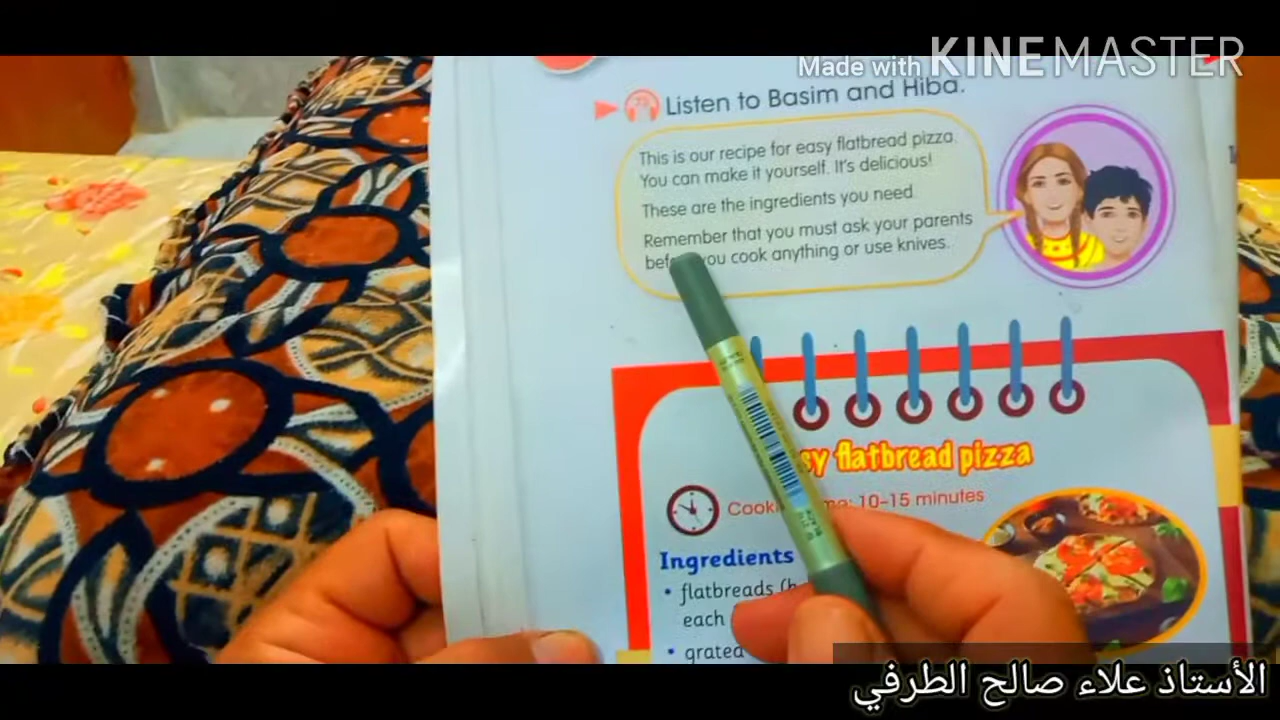 Made with KINEMASTER
Listen to Basim and Hiba.
This is our recipe for easy flatbread pizza.
You can make it yourself. It's delicious!
These are the ingredients you need.
Remember that you must ask your parents
before you cook anything or use knives.
flatbread pizza
10–15 minutes
Ingredients
• flatbreads
each
• grated
الأستاذ علاء صالح الطرفي